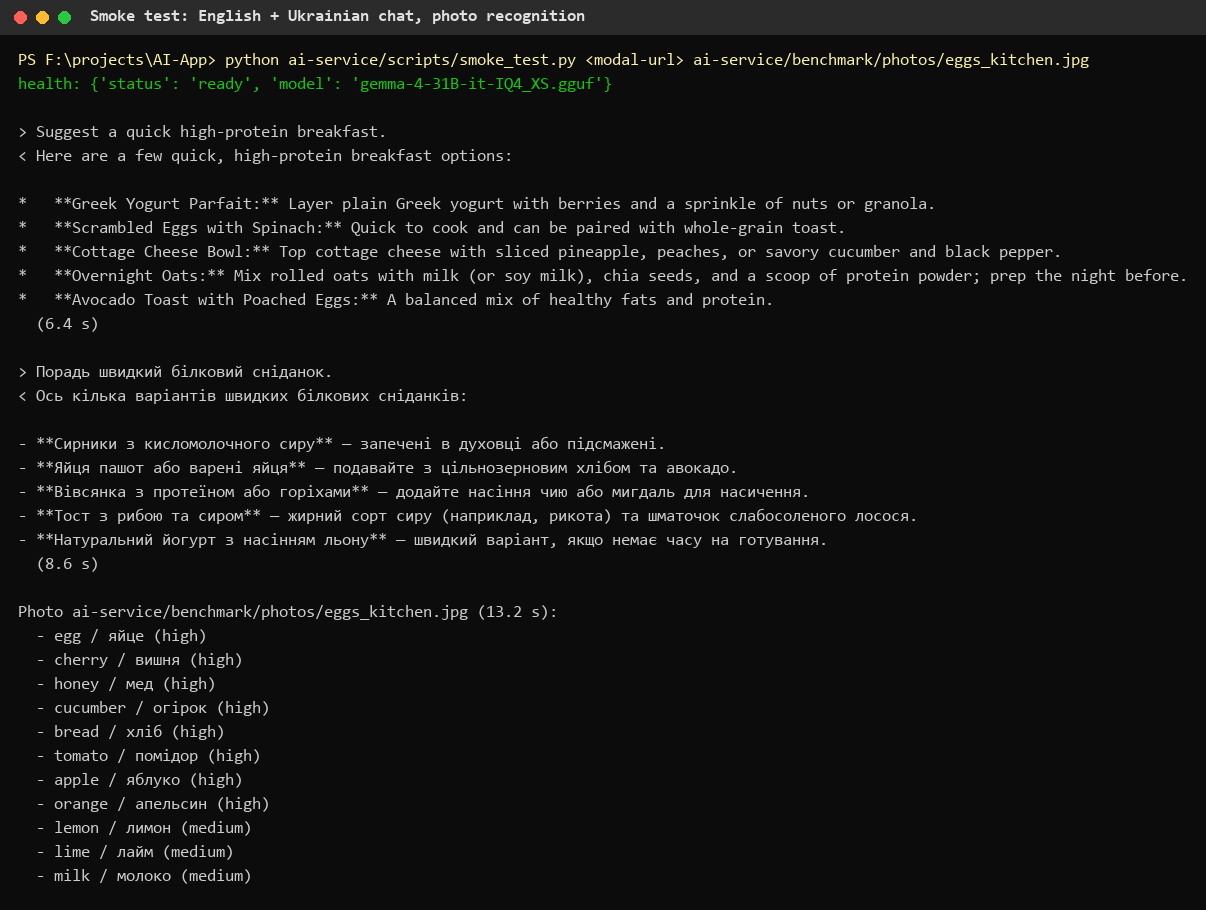 Smoke test: English + Ukrainian chat, photo recognition
PS F:\projects\AI-App> python ai-service/scripts/smoke_test.py <modal-url> ai-service/benchmark/photos/eggs_kitchen.jpg
health: {'status': 'ready', 'model': 'gemma-4-31B-it-IQ4_XS.gguf'}
> Suggest a quick high-protein breakfast.
< Here are a few quick, high-protein breakfast options:
*   **Greek Yogurt Parfait:** Layer plain Greek yogurt with berries and a sprinkle of nuts or granola.
*   **Scrambled Eggs with Spinach:** Quick to cook and can be paired with whole-grain toast.
*   **Cottage Cheese Bowl:** Top cottage cheese with sliced pineapple, peaches, or savory cucumber and black pepper.
*   **Overnight Oats:** Mix rolled oats with milk (or soy milk), chia seeds, and a scoop of protein powder; prep the night before.
*   **Avocado Toast with Poached Eggs:** A balanced mix of healthy fats and protein.
(6.4 s)
> Порадь швидкий білковий сніданок.
< Ось кілька варіантів швидких білкових сніданків:
- **Сирники з кисломолочного сиру** — запечені в духовці або підсмажені.
- **Яйця пашот або варені яйця** — подавайте з цільнозерновим хлібом та авокадо.
- **Вівсянка з протеїном або горіхами** — додайте насіння чию або мигдаль для насичення.
- **Тост з рибою та сиром** — жирний сорт сиру (наприклад, рикота) та шматочок слабосоленого лосося.
- **Натуральний йогурт з насінням льону** — швидкий варіант, якщо немає часу на готування.
(8.6 s)
Photo ai-service/benchmark/photos/eggs_kitchen.jpg (13.2 s):
- egg / яйце (high)
- cherry / вишня (high)
- honey / мед (high)
- cucumber / огірок (high)
- bread / хліб (high)
- tomato / помідор (high)
- apple / яблуко (high)
- orange / апельсин (high)
- lemon / лимон (medium)
- lime / лайм (medium)
- milk / молоко (medium)